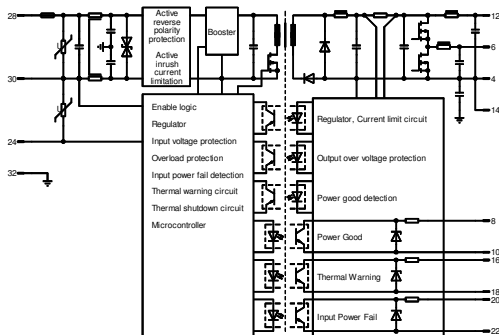 28
Active
reverse
polarity
protection
Active
inrush
current
limitation
Booster
12
6
30
4
14
24
32
Enable logic
Regulator
Input voltage protection
Overload protection
Input power fail detection
Thermal warning circuit
Thermal shutdown circuit
Microcontroller
Regulator, Current limit circuit
Output over voltage protection
Power good detection
8
Power Good
10
16
Thermal Warning
18
20
Input Power Fail
22